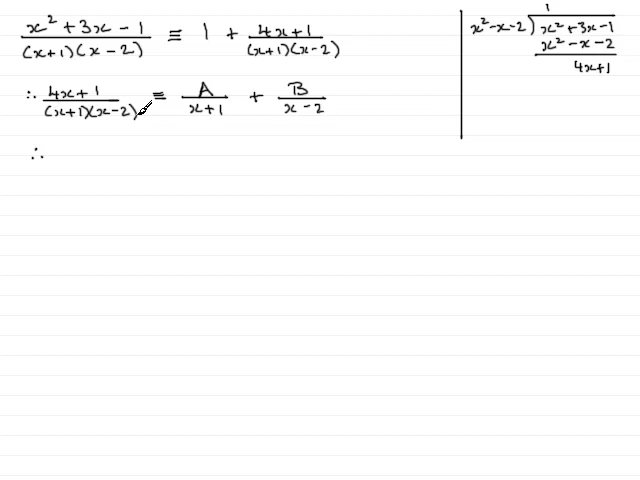 x² + 3x - 1 / (x+1)(x-2) ≡ 1 + 4x+1 / (x+1)(x-2)
∴ 4x+1 / (x+1)(x-2) ≡ A / x+1 + B / x-2
∴
1
x²-x-2 ) x²+3x-1
x²-x-2
4x+1